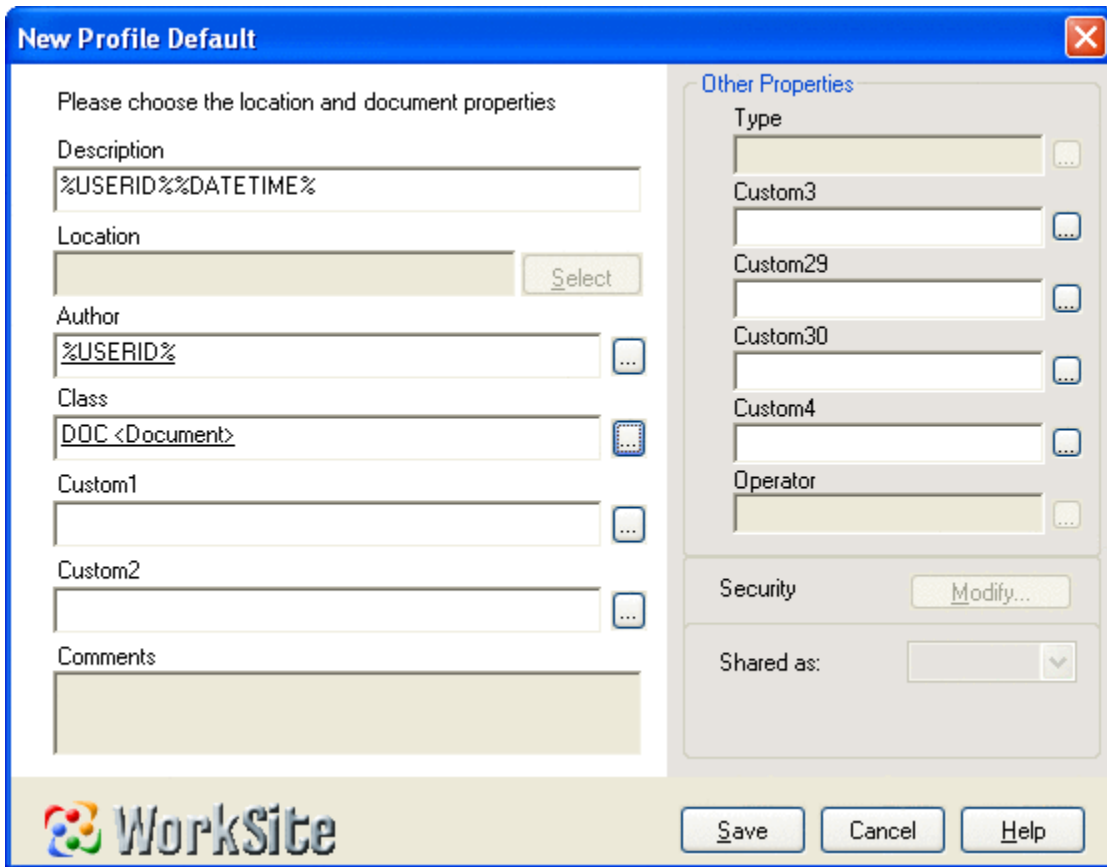 New Profile Default
Please choose the location and document properties
Description
%USERID%%DATETIME%
Location
Select
Author
%USERID%
...
Class
DOC <Document>
...
Custom1
...
Custom2
...
Comments
Other Properties
Type
...
Custom3
...
Custom29
...
Custom30
...
Custom4
...
Operator
...
Security
Modify...
Shared as:
WorkSite
Save
Cancel
Help